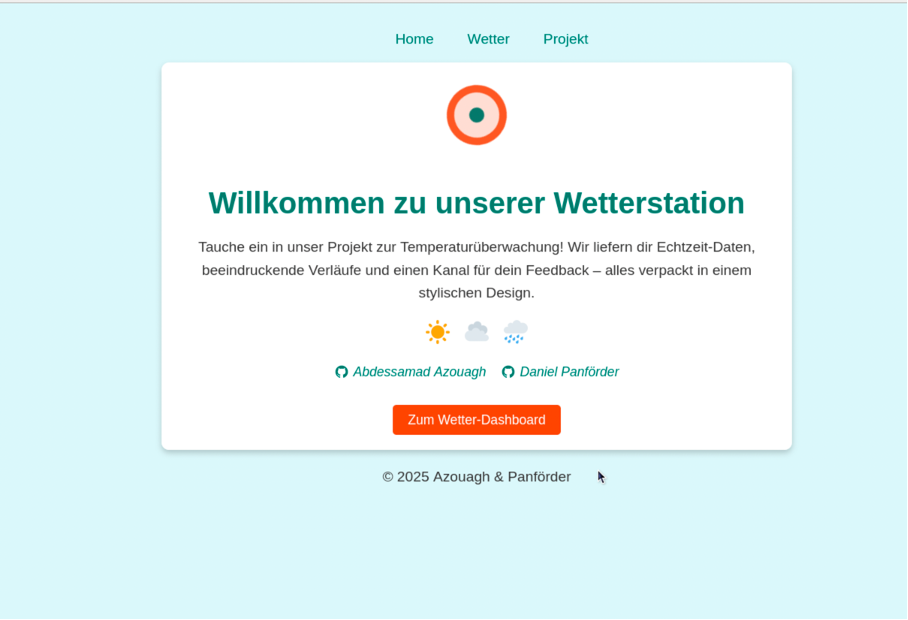 Home Wetter Projekt
Willkommen zu unserer Wetterstation
Tauche ein in unser Projekt zur Temperaturüberwachung! Wir liefern dir Echtzeit-Daten,
beeindruckende Verläufe und einen Kanal für dein Feedback – alles verpackt in einem
stylischen Design.
Abdessamad Azouagh Daniel Panförder
Zum Wetter-Dashboard
© 2025 Azouagh & Panförder